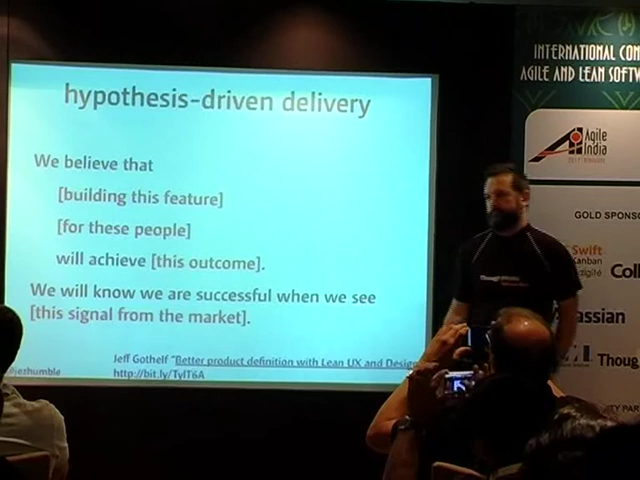 hypothesis-driven delivery
We believe that
[building this feature]
[for these people]
will achieve [this outcome].
We will know we are successful when we see
[this signal from the market].
Jeff Gothelf "Better product definition with Lean UX and Design
http://bit.ly/TylT6A
@jezhumble
INTERNATIONAL CON
AGILE AND LEAN SOFTW
Agile
India
GOLD SPONSO
Swift
Kanban
digité
Coll
assian
Thoug
ITY PAR